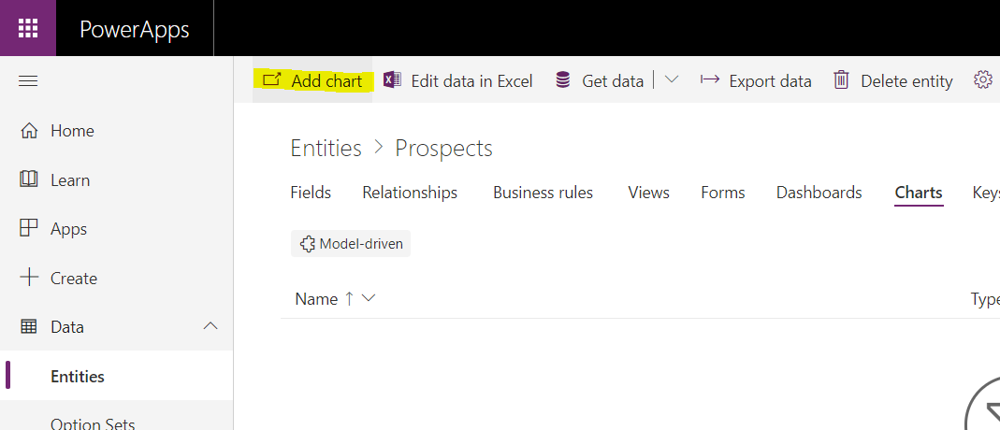 PowerApps
Add chart Edit data in Excel Get data Export data Delete entity
Home
Learn
Apps
Create
Data
Entities
Option Sets
Entities > Prospects
Fields Relationships Business rules Views Forms Dashboards Charts Keys
Model-driven
Name Type